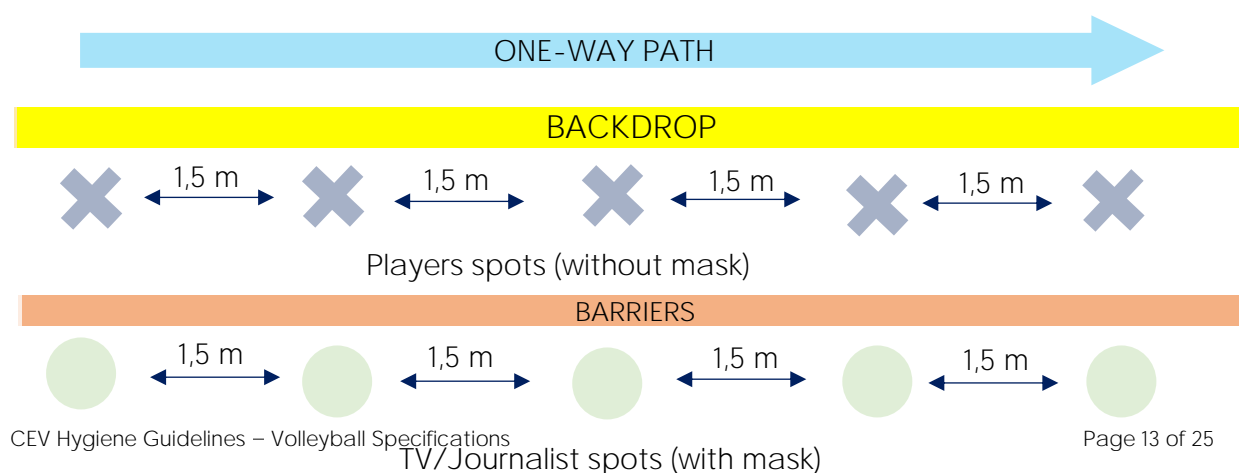 ONE-WAY PATH
BACKDROP
1,5 m 1,5 m 1,5 m 1,5 m
Players spots (without mask)
BARRIERS
1,5 m 1,5 m 1,5 m 1,5 m
CEV Hygiene Guidelines – Volleyball Specifications Page 13 of 25
TV/Journalist spots (with mask)